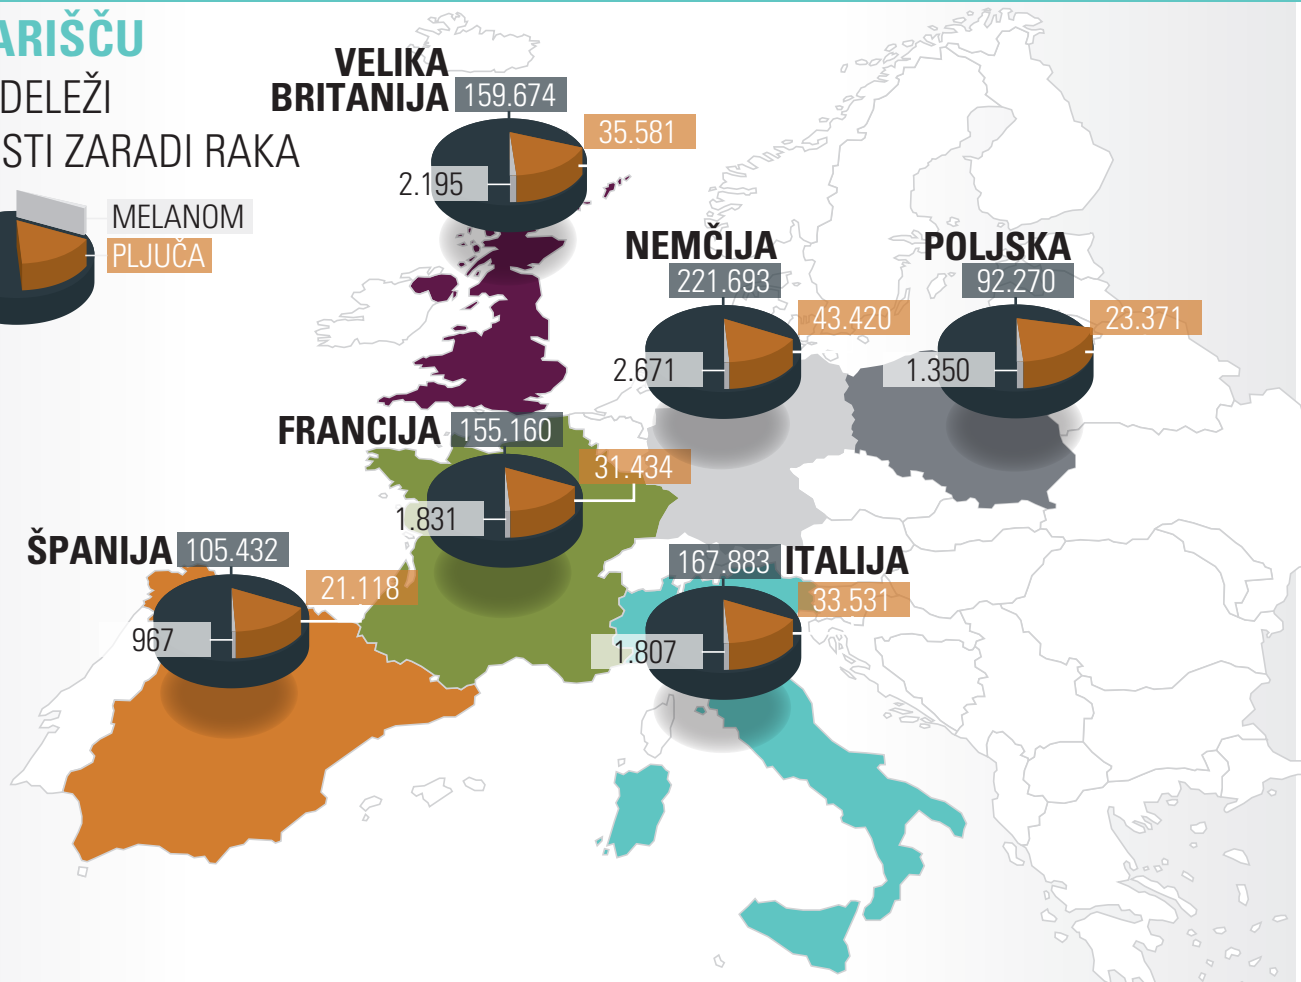 ARIŠČU
DELEŽI
STI ZARADI RAKA
MELANOM
PLJUČA
VELIKA
BRITANIJA
159.674
35.581
2.195
NEMČIJA
221.693
43.420
2.671
POLJSKA
92.270
23.371
1.350
FRANCIJA
155.160
31.434
1.831
ŠPANIJA
105.432
21.118
967
167.883
ITALIJA
33.531
1.807